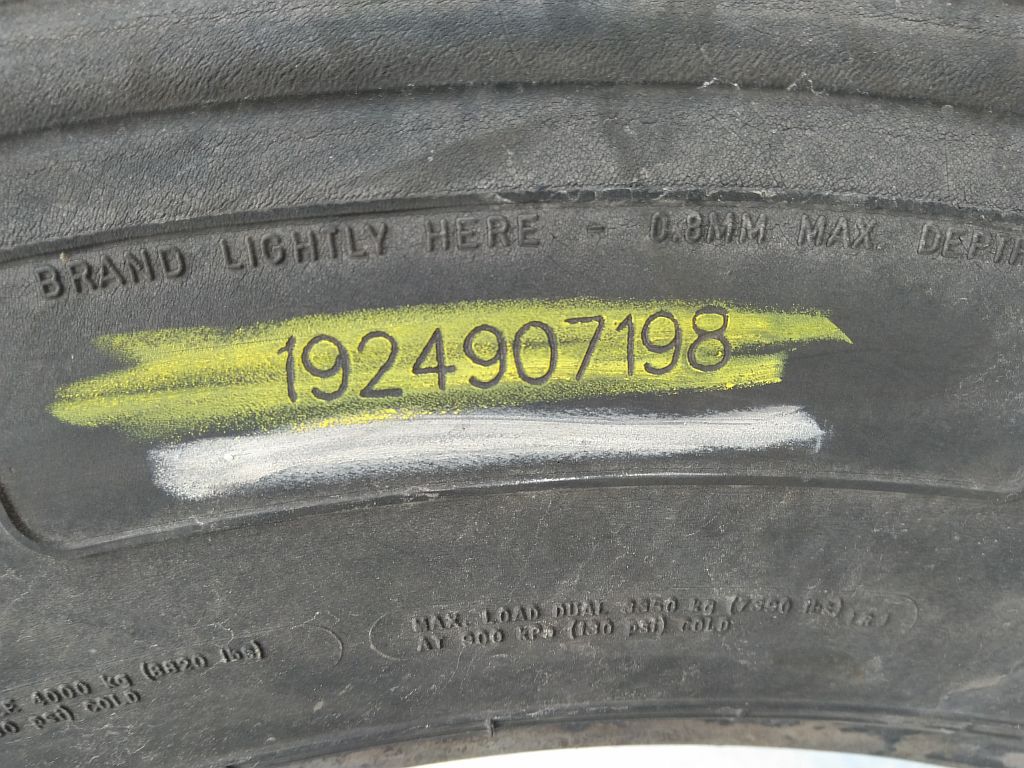 BRAND LIGHTLY HERE - 0.8MM MAX. DEPTH
1924907198
MAX. LOAD DUAL 3350 kg (7390 lbs)
AT 900 KPa (130 psi) COLD
4000 kg (8820 lbs)
psi) COLD